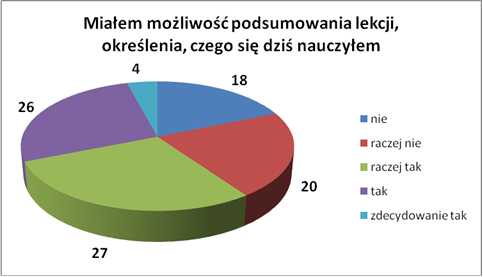 Miałem możliwość podsumowania lekcji,
określenia, czego się dziś nauczyłem
4
18
26
20
27
nie
raczej nie
raczej tak
tak
zdecydowanie tak